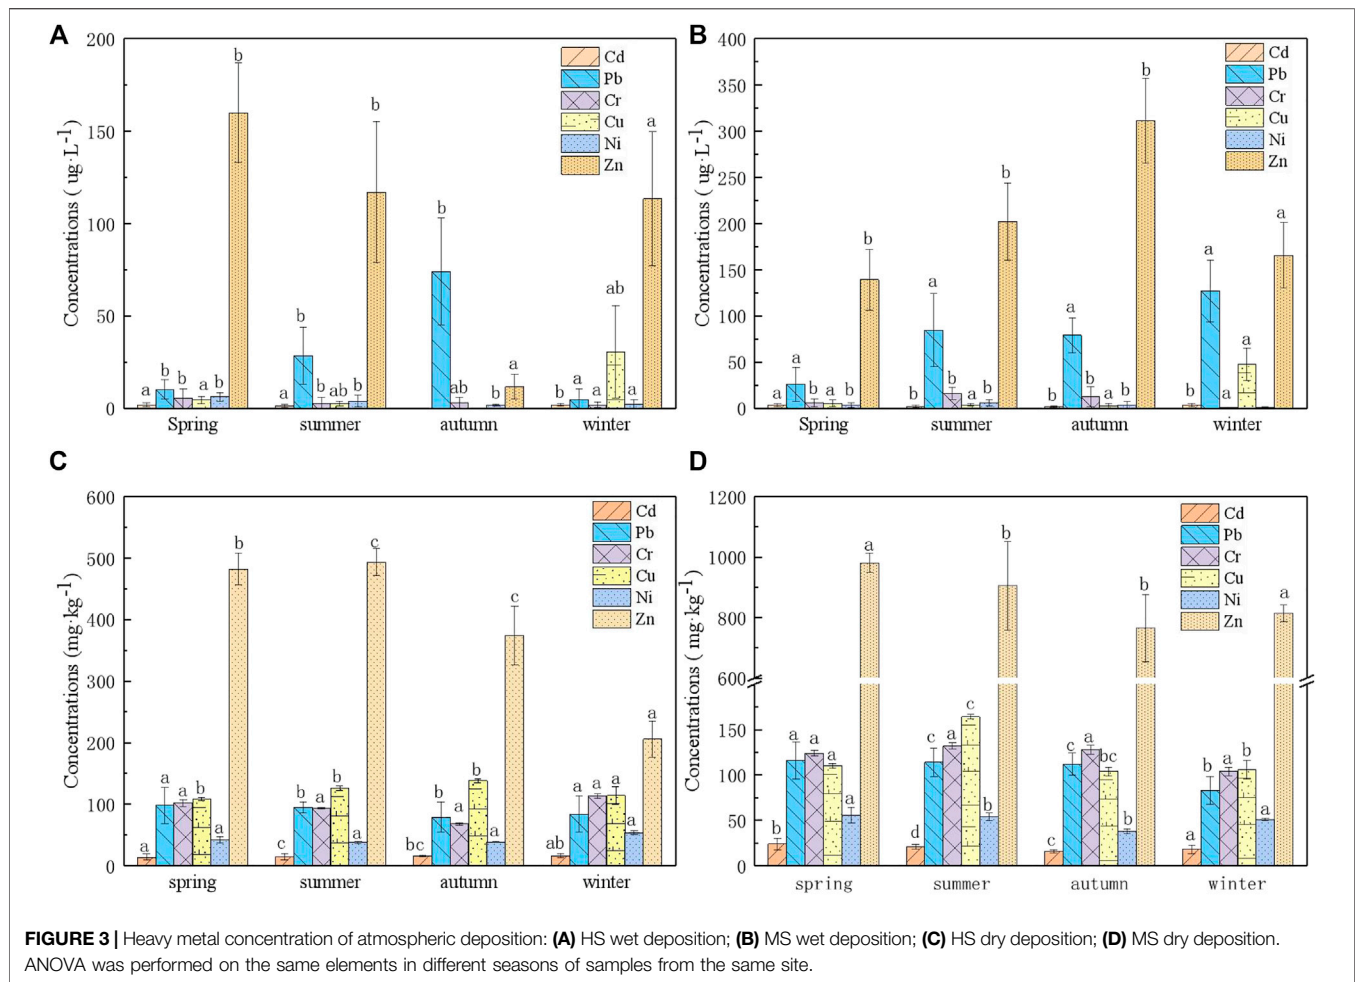 A
200
150
100
50
0
Concentrations ( ug·L-1)
Cd
Pb
Cr
Cu
Ni
Zn
a b b a b b
a b b ab b b
b ab b a
b a a ab a a
Spring summer autumn winter
B
400
350
300
250
200
150
100
50
0
Concentrations ( ug·L-1)
Cd
Pb
Cr
Cu
Ni
Zn
a a b b b b
b a b a b b
b a b b b b
b a a a a
Spring summer autumn winter
C
600
500
400
300
200
100
0
Concentrations (mg·kg-1)
Cd
Pb
Cr
Cu
Ni
Zn
a a a b a b
c b a b a c
bc b a b a c
ab a a a a a
spring summer autumn winter
D
1200
1000
800
600
150
100
50
0
Concentrations ( mg·kg-1)
Cd
Pb
Cr
Cu
Ni
Zn
b a a a a a
d c a c b b
c c a bc b b
a b a b a a
spring summer autumn winter
FIGURE 3 | Heavy metal concentration of atmospheric deposition: (A) HS wet deposition; (B) MS wet deposition; (C) HS dry deposition; (D) MS dry deposition.
ANOVA was performed on the same elements in different seasons of samples from the same site.